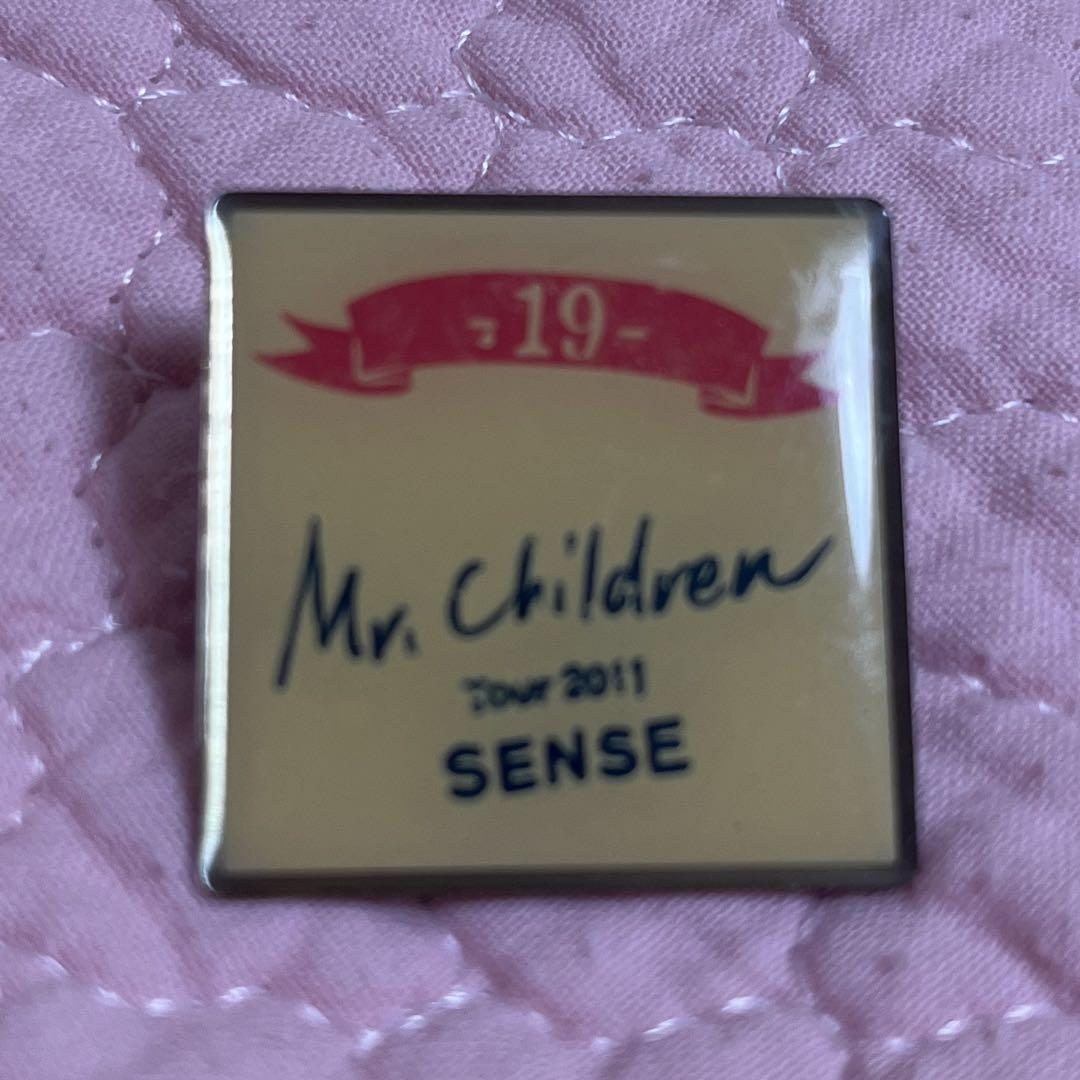 -19-
Mr. Children
Tour 2011
SENSE